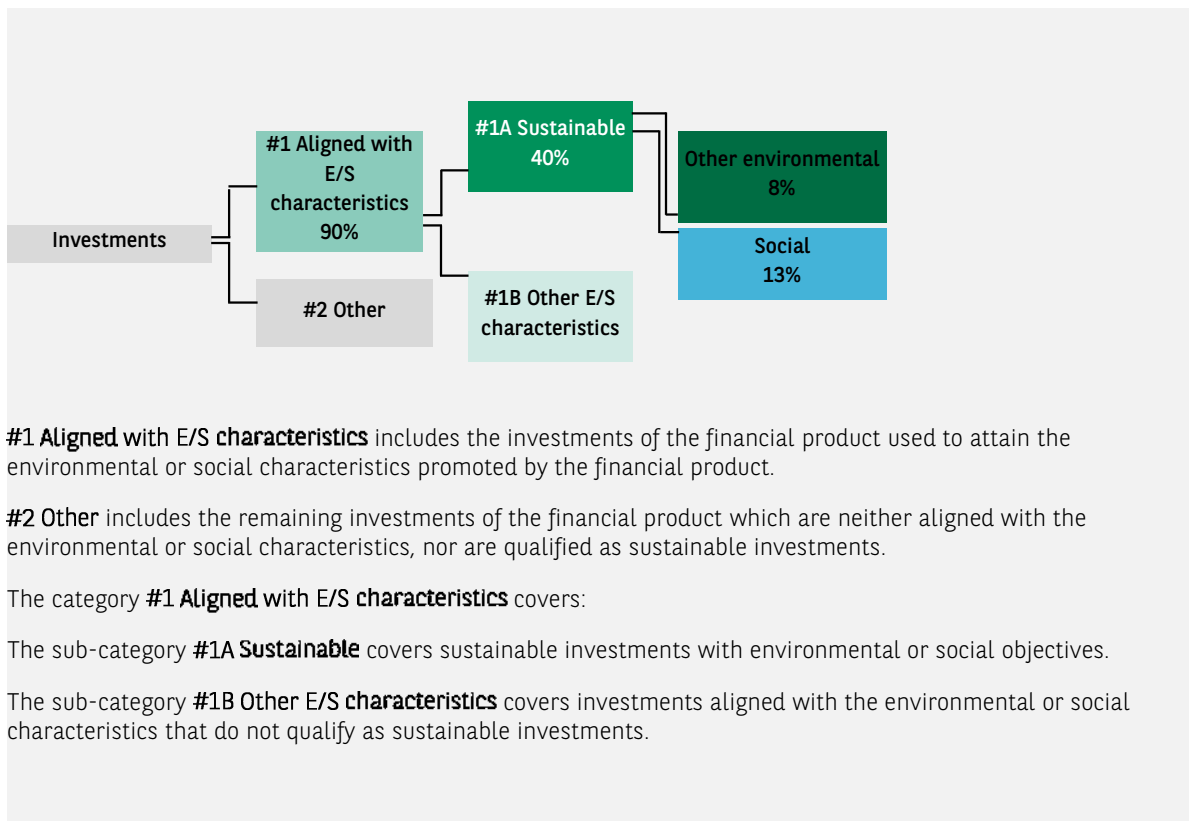 Investments
#1 Aligned with
E/S
characteristics
90%
#2 Other
#1A Sustainable
40%
#1B Other E/S
characteristics
Other environmental
8%
Social
13%
#1 Aligned with E/S characteristics includes the investments of the financial product used to attain the
environmental or social characteristics promoted by the financial product.
#2 Other includes the remaining investments of the financial product which are neither aligned with the
environmental or social characteristics, nor are qualified as sustainable investments.
The category #1 Aligned with E/S characteristics covers:
The sub-category #1A Sustainable covers sustainable investments with environmental or social objectives.
The sub-category #1B Other E/S characteristics covers investments aligned with the environmental or social
characteristics that do not qualify as sustainable investments.